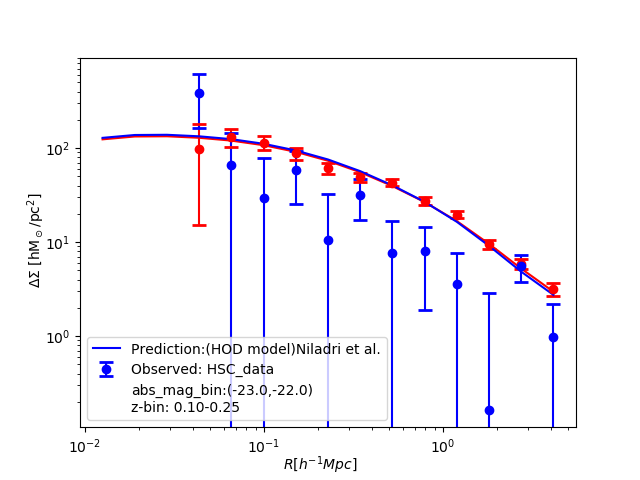 10²
10¹
10⁰
ΔΣ [hM⊙/pc²]
Prediction:(HOD model)Niladri et al.
Observed: HSC_data
abs_mag_bin:(-23.0,-22.0)
z-bin: 0.10-0.25
10⁻² 10⁻¹ 10⁰
R[h⁻¹Mpc]